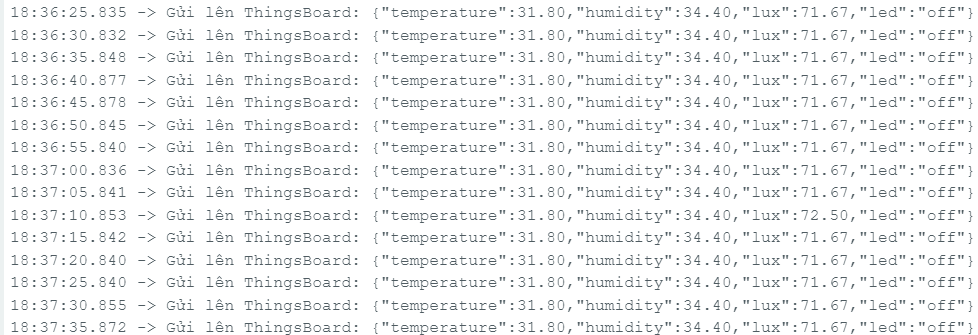 18:36:25.835 -> Gửi lên ThingsBoard: {"temperature":31.80,"humidity":34.40,"lux":71.67,"led":"off"}
18:36:30.832 -> Gửi lên ThingsBoard: {"temperature":31.80,"humidity":34.40,"lux":71.67,"led":"off"}
18:36:35.848 -> Gửi lên ThingsBoard: {"temperature":31.80,"humidity":34.40,"lux":71.67,"led":"off"}
18:36:40.877 -> Gửi lên ThingsBoard: {"temperature":31.80,"humidity":34.40,"lux":71.67,"led":"off"}
18:36:45.878 -> Gửi lên ThingsBoard: {"temperature":31.80,"humidity":34.40,"lux":71.67,"led":"off"}
18:36:50.845 -> Gửi lên ThingsBoard: {"temperature":31.80,"humidity":34.40,"lux":71.67,"led":"off"}
18:36:55.840 -> Gửi lên ThingsBoard: {"temperature":31.80,"humidity":34.40,"lux":71.67,"led":"off"}
18:37:00.836 -> Gửi lên ThingsBoard: {"temperature":31.80,"humidity":34.40,"lux":71.67,"led":"off"}
18:37:05.841 -> Gửi lên ThingsBoard: {"temperature":31.80,"humidity":34.40,"lux":71.67,"led":"off"}
18:37:10.853 -> Gửi lên ThingsBoard: {"temperature":31.80,"humidity":34.40,"lux":72.50,"led":"off"}
18:37:15.842 -> Gửi lên ThingsBoard: {"temperature":31.80,"humidity":34.40,"lux":71.67,"led":"off"}
18:37:20.840 -> Gửi lên ThingsBoard: {"temperature":31.80,"humidity":34.40,"lux":71.67,"led":"off"}
18:37:25.840 -> Gửi lên ThingsBoard: {"temperature":31.80,"humidity":34.40,"lux":71.67,"led":"off"}
18:37:30.855 -> Gửi lên ThingsBoard: {"temperature":31.80,"humidity":34.40,"lux":71.67,"led":"off"}
18:37:35.872 -> Gửi lên ThingsBoard: {"temperature":31.80,"humidity":34.40,"lux":71.67,"led":"off"}